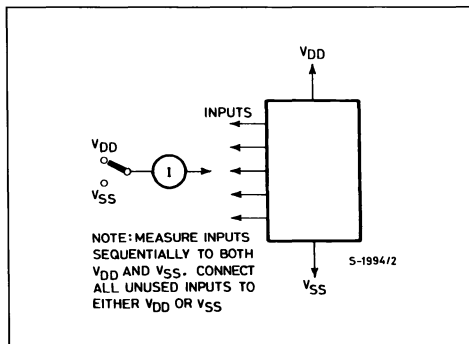 VDD
INPUTS
VDD
I
VSS
NOTE: MEASURE INPUTS
SEQUENTIALLY TO BOTH
VDD AND VSS. CONNECT
ALL UNUSED INPUTS TO
EITHER VDD OR VSS
S-1994/2
VSS